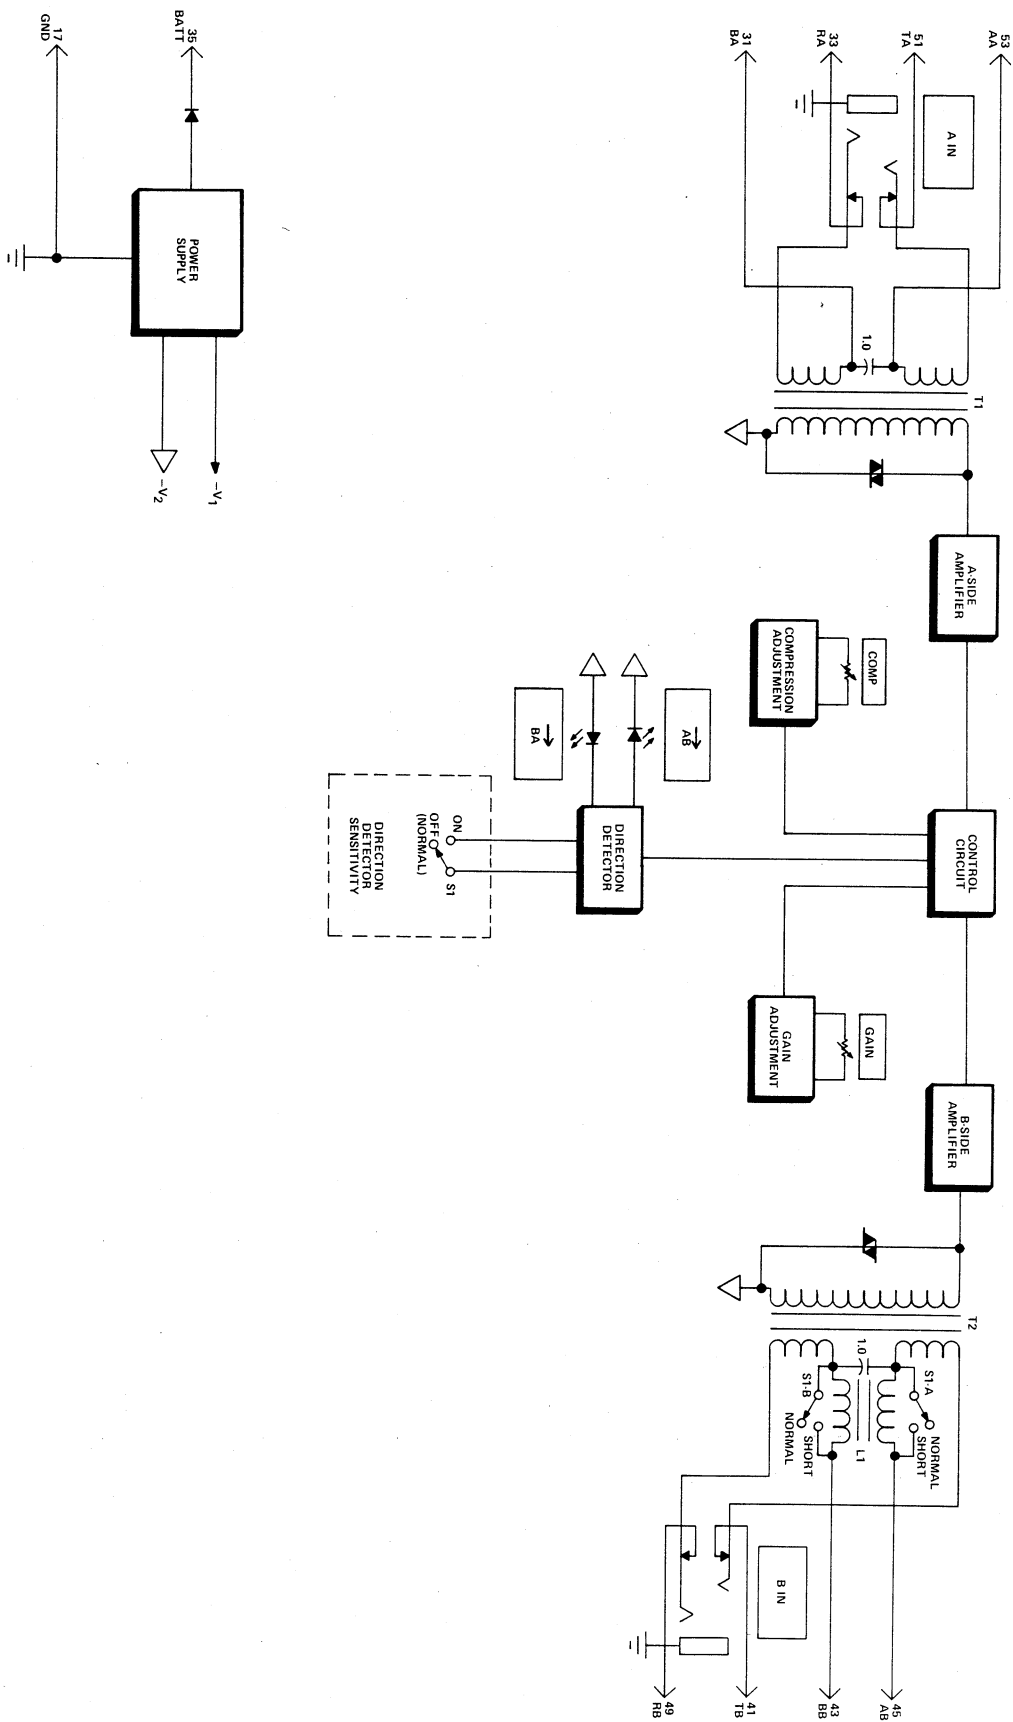 53
AA
51
TA
33
RA
31
BA
35
BATT
17
GND
A IN
1.0
T1
A-SIDE
AMPLIFIER
COMP
COMPRESSION
ADJUSTMENT
CONTROL
CIRCUIT
AB
BA
DIRECTION
DETECTOR
ON
OFF
(NORMAL)
S1
DIRECTION
DETECTOR
SENSITIVITY
GAIN
GAIN
ADJUSTMENT
B-SIDE
AMPLIFIER
T2
1.0
S1-A
NORMAL
SHORT
L1
S1-B
SHORT
NORMAL
B IN
45
AB
43
BB
41
TB
49
RB
POWER
SUPPLY
-V1
-V2